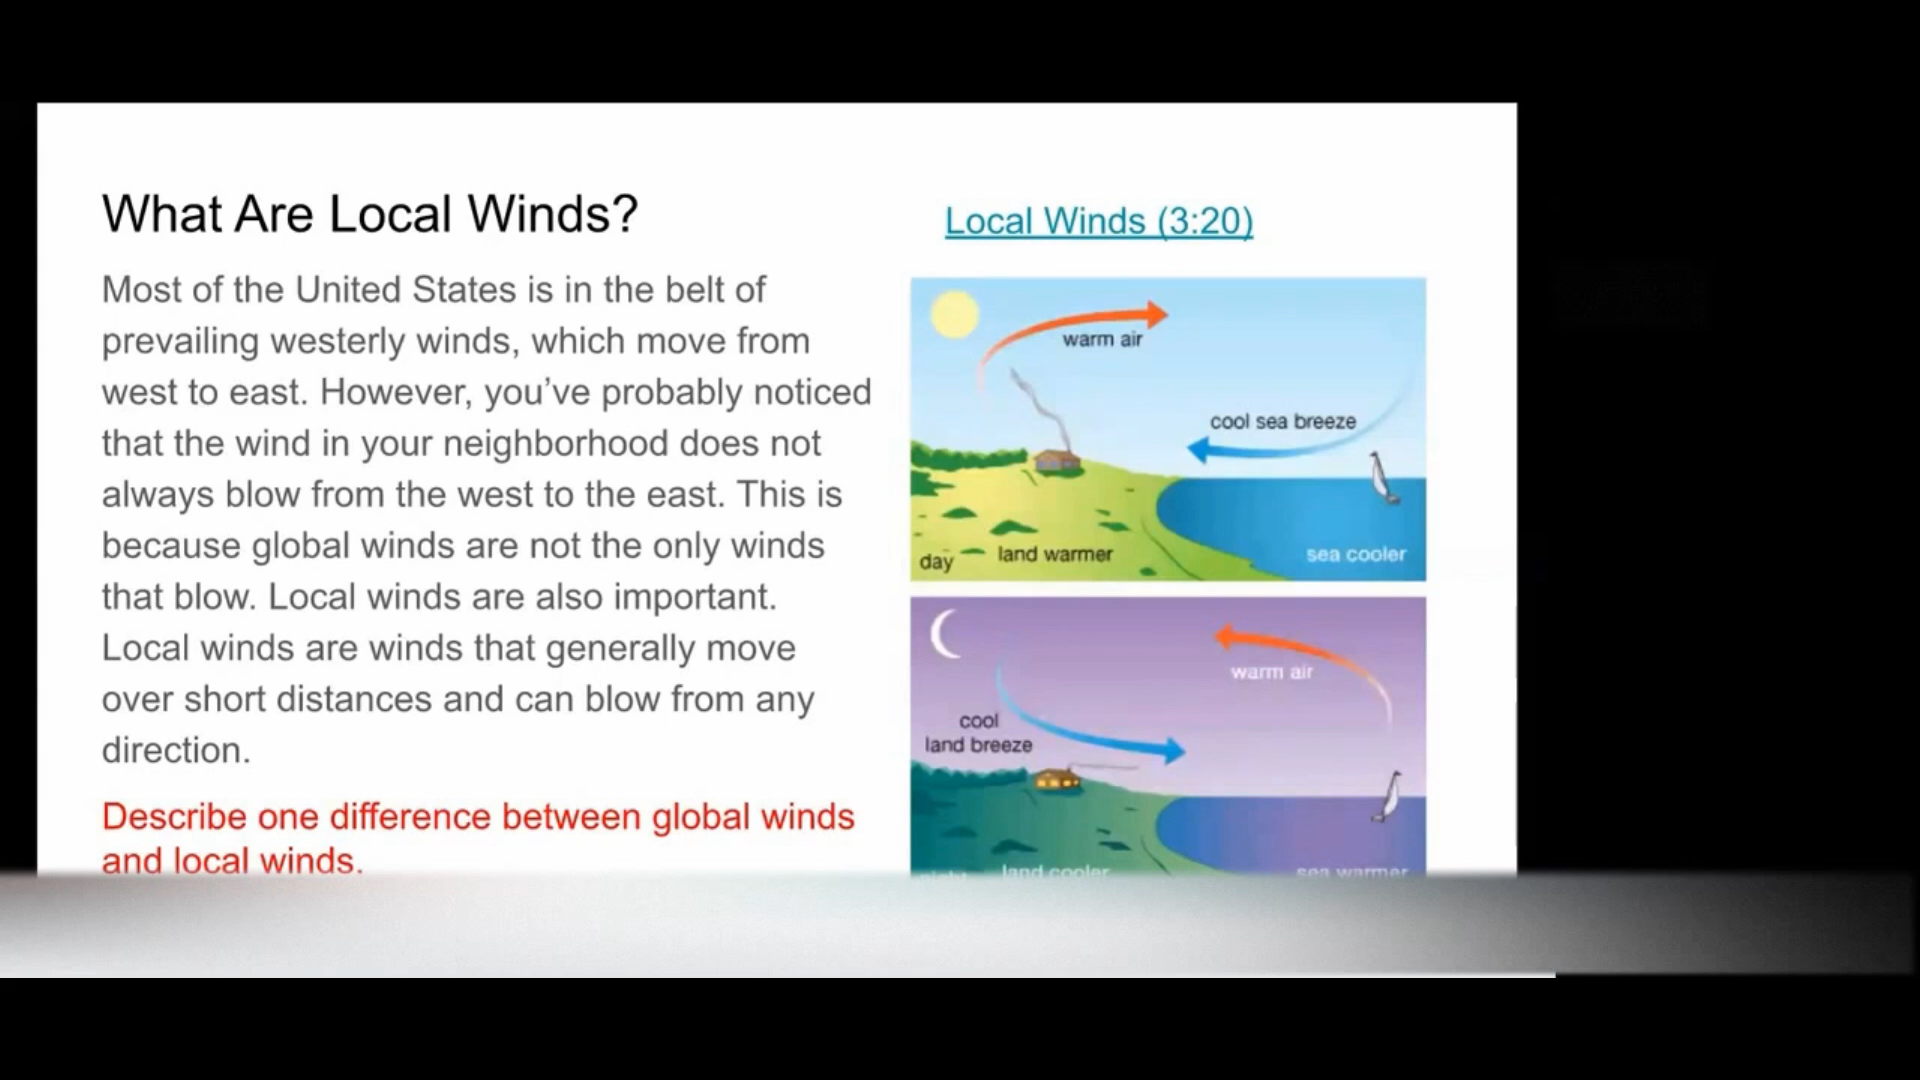 What Are Local Winds?
Most of the United States is in the belt of
prevailing westerly winds, which move from
west to east. However, you’ve probably noticed
that the wind in your neighborhood does not
always blow from the west to the east. This is
because global winds are not the only winds
that blow. Local winds are also important.
Local winds are winds that generally move
over short distances and can blow from any
direction.
Describe one difference between global winds
and local winds.
Local Winds (3:20)
warm air
cool sea breeze
day
land warmer
sea cooler
warm air
cool
land breeze
night
land cooler
sea warmer